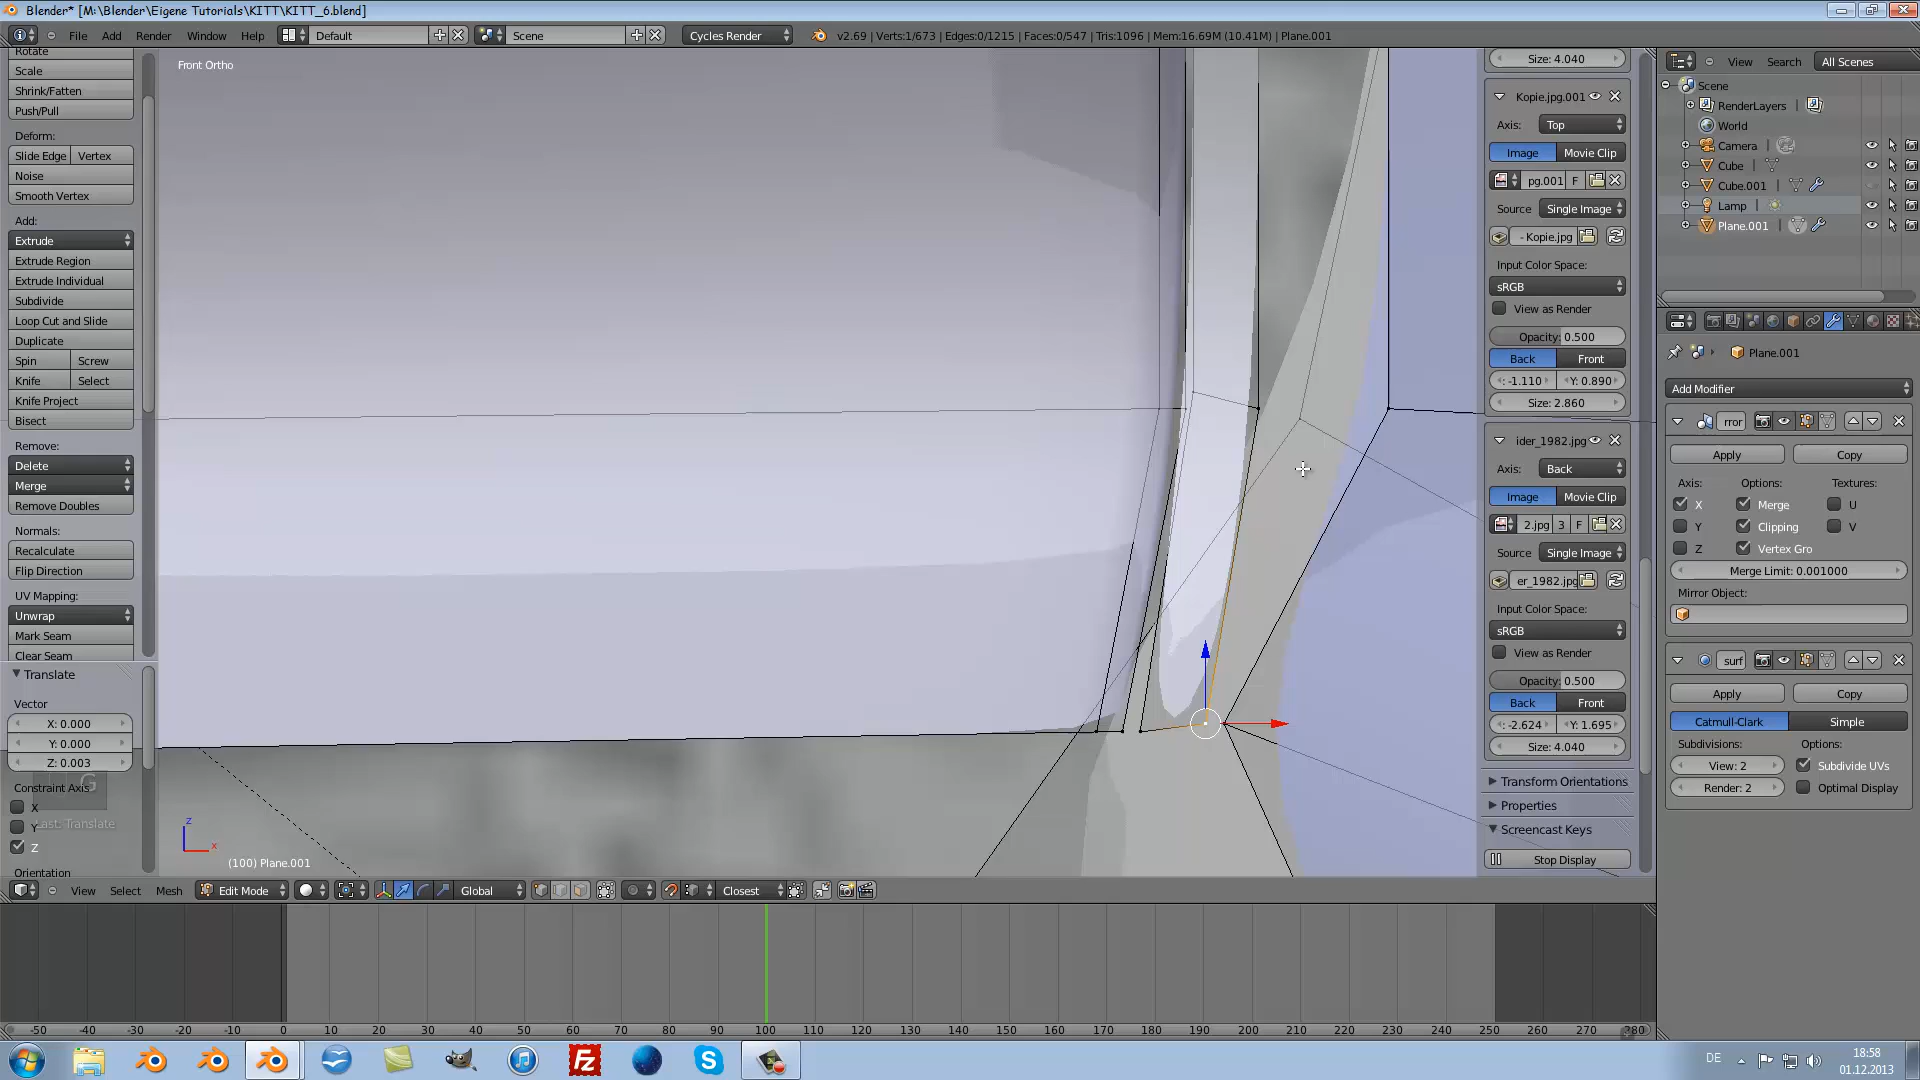 Blender* [M:\Blender\Eigene Tutorials\KITT\KITT_6.blend]
File Add Render Window Help Default Scene Cycles Render v2.69 | Verts:1/673 | Edges:0/1215 | Faces:0/547 | Tris:1096 | Mem:16.69M (10.41M) | Plane.001
Rotate
Scale
Shrink/Fatten
Push/Pull
Deform:
Slide Edge Vertex
Noise
Smooth Vertex
Add:
Extrude
Extrude Region
Extrude Individual
Subdivide
Loop Cut and Slide
Duplicate
Spin Screw
Knife Select
Knife Project
Bisect
Remove:
Delete
Merge
Remove Doubles
Normals:
Recalculate
Flip Direction
UV Mapping:
Unwrap
Mark Seam
Clear Seam
Translate
Vector
X: 0.000
Y: 0.000
Z: 0.003
G
Constraint Axis
X
Y
Last: Translate
Z
Orientation
Front Ortho
z
x
(100) Plane.001
Size: 4.040
Kopie.jpg.001
Axis: Top
Image Movie Clip
pg.001 F
Source Single Image
- Kopie.jpg
Input Color Space:
sRGB
View as Render
Opacity: 0.500
Back Front
: -1.110 Y: 0.890
Size: 2.860
ider_1982.jpg
Axis: Back
Image Movie Clip
2.jpg 3 F
Source Single Image
er_1982.jpg
Input Color Space:
sRGB
View as Render
Opacity: 0.500
Back Front
: -2.624 Y: 1.695
Size: 4.040
Transform Orientations
Properties
Screencast Keys
Stop Display
View Search All Scenes
Scene
RenderLayers
World
Camera
Cube
Cube.001
Lamp
Plane.001
Plane.001
Add Modifier
rror
Apply Copy
Axis: Options: Textures:
X Merge U
Y Clipping V
Z Vertex Gro
Merge Limit: 0.001000
Mirror Object:
surf
Apply Copy
Catmull-Clark Simple
Subdivisions: Options:
View: 2 Subdivide UVs
Render: 2 Optimal Display
View Select Mesh Edit Mode Global Closest
-50 -40 -30 -20 -10 0 10 20 30 40 50 60 70 80 90 100 110 120 130 140 150 160 170 180 190 200 210 220 230 240 250 260 270 280
DE
18:58
01.12.2013